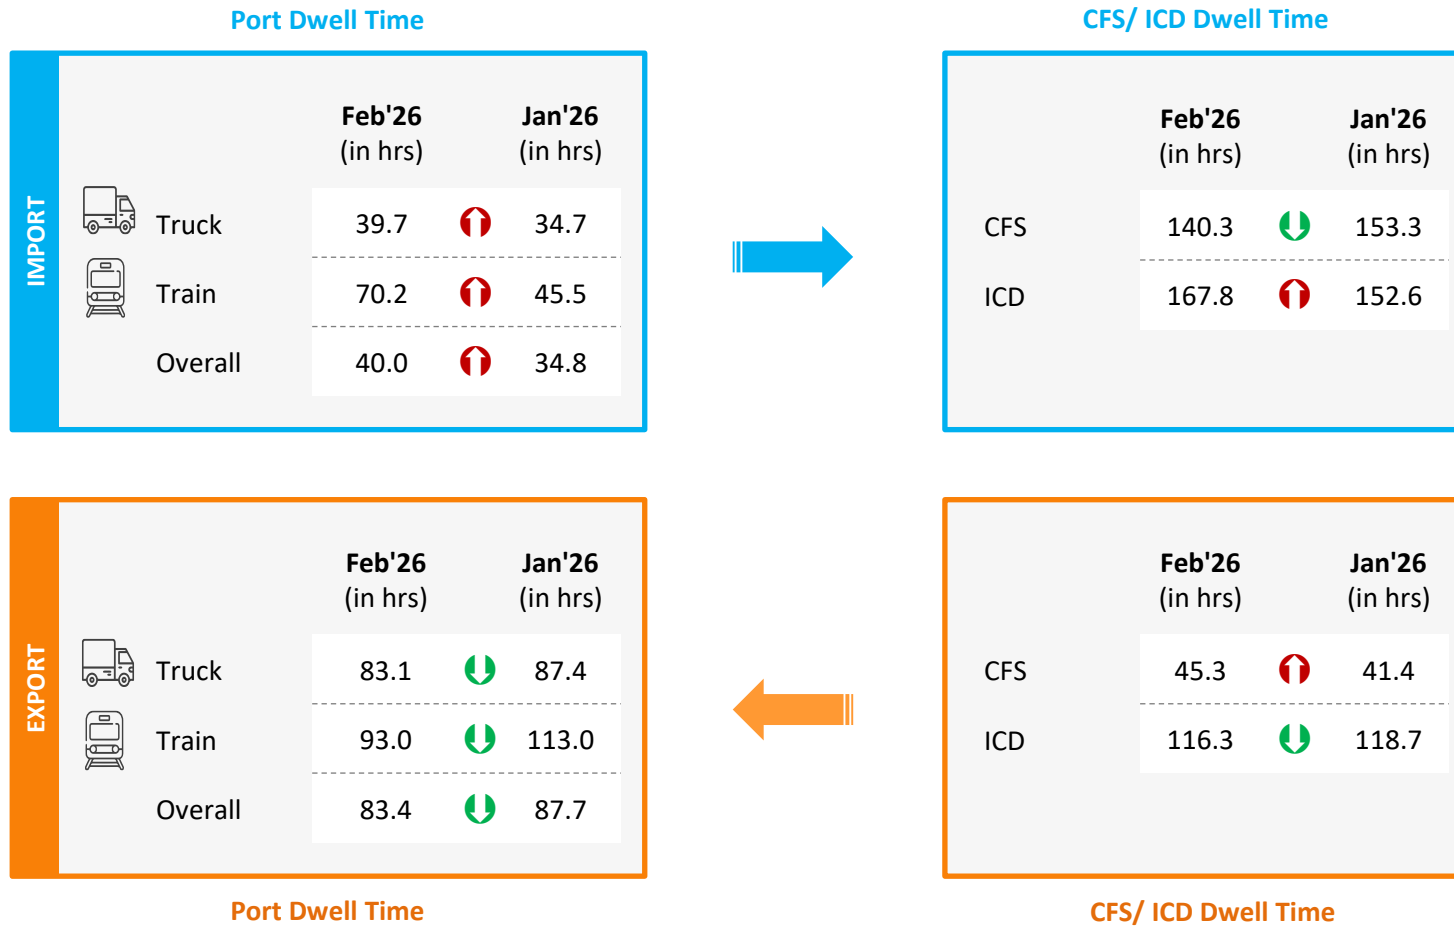 Port Dwell Time
CFS/ ICD Dwell Time
IMPORT
Feb'26 Jan'26
(in hrs) (in hrs)
Truck 39.7 34.7
Train 70.2 45.5
Overall 40.0 34.8
Feb'26 Jan'26
(in hrs) (in hrs)
CFS 140.3 153.3
ICD 167.8 152.6
EXPORT
Feb'26 Jan'26
(in hrs) (in hrs)
Truck 83.1 87.4
Train 93.0 113.0
Overall 83.4 87.7
Feb'26 Jan'26
(in hrs) (in hrs)
CFS 45.3 41.4
ICD 116.3 118.7
Port Dwell Time
CFS/ ICD Dwell Time